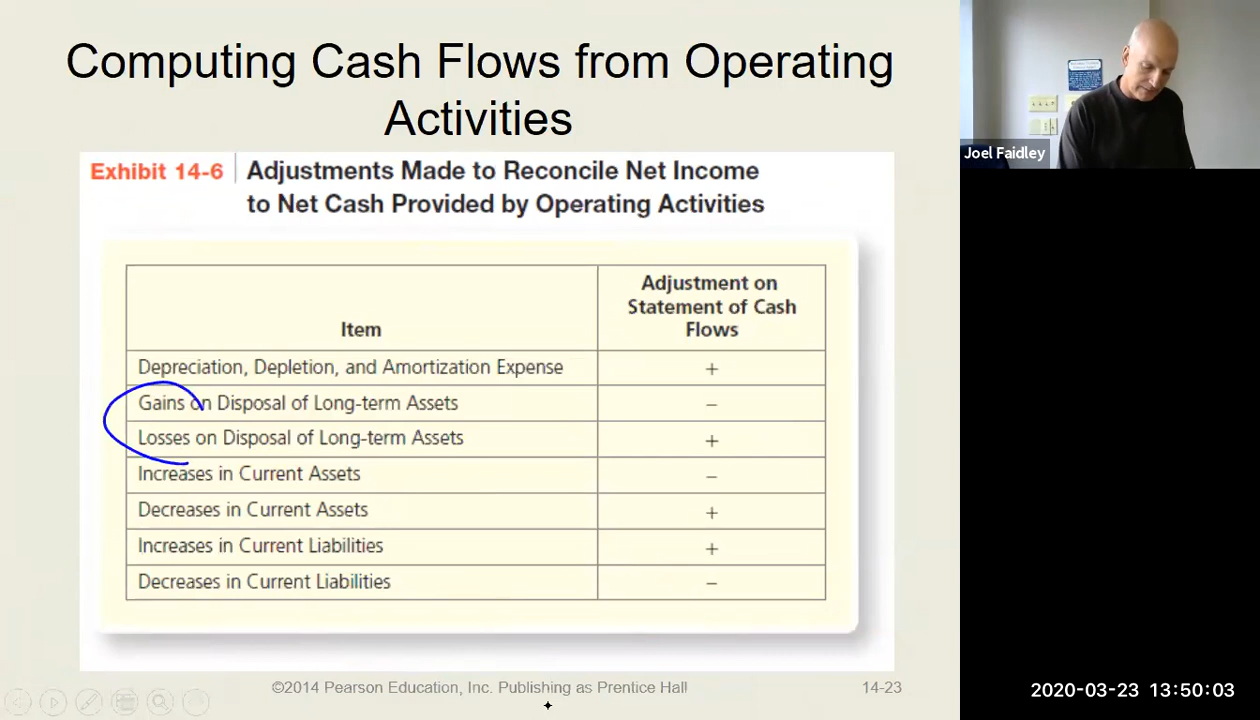 Computing Cash Flows from Operating
Activities
Exhibit 14-6
Adjustments Made to Reconcile Net Income
to Net Cash Provided by Operating Activities
Item
Adjustment on
Statement of Cash
Flows
Depreciation, Depletion, and Amortization Expense +
Gains on Disposal of Long-term Assets –
Losses on Disposal of Long-term Assets +
Increases in Current Assets –
Decreases in Current Assets +
Increases in Current Liabilities +
Decreases in Current Liabilities –
©2014 Pearson Education, Inc. Publishing as Prentice Hall
14-23
Joel Faidley
2020-03-23 13:50:03